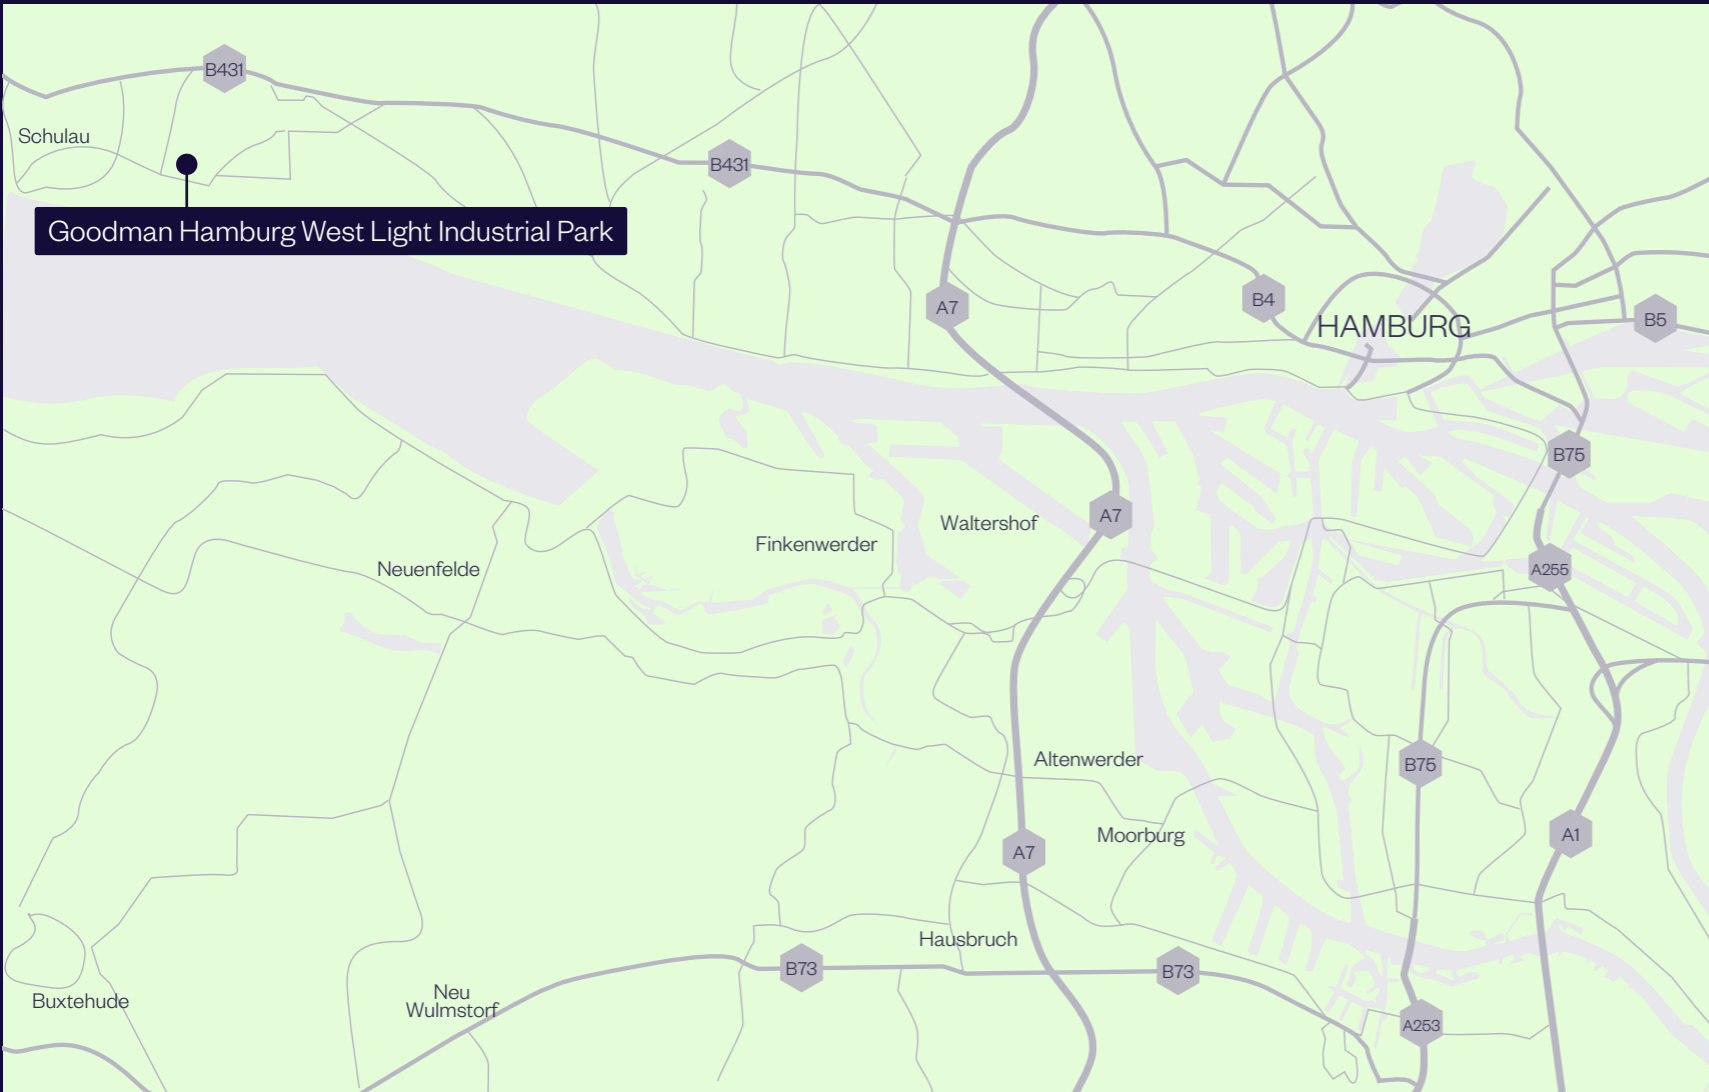 B431
Schulau
B431
Goodman Hamburg West Light Industrial Park
A7
B4
HAMBURG
B5
B75
A7
Waltershof
Finkenwerder
Neuenfelde
A255
Altenwerder
B75
Moorburg
A1
A7
Hausbruch
B73
B73
Buxtehude
Neu
Wulmstorf
A253